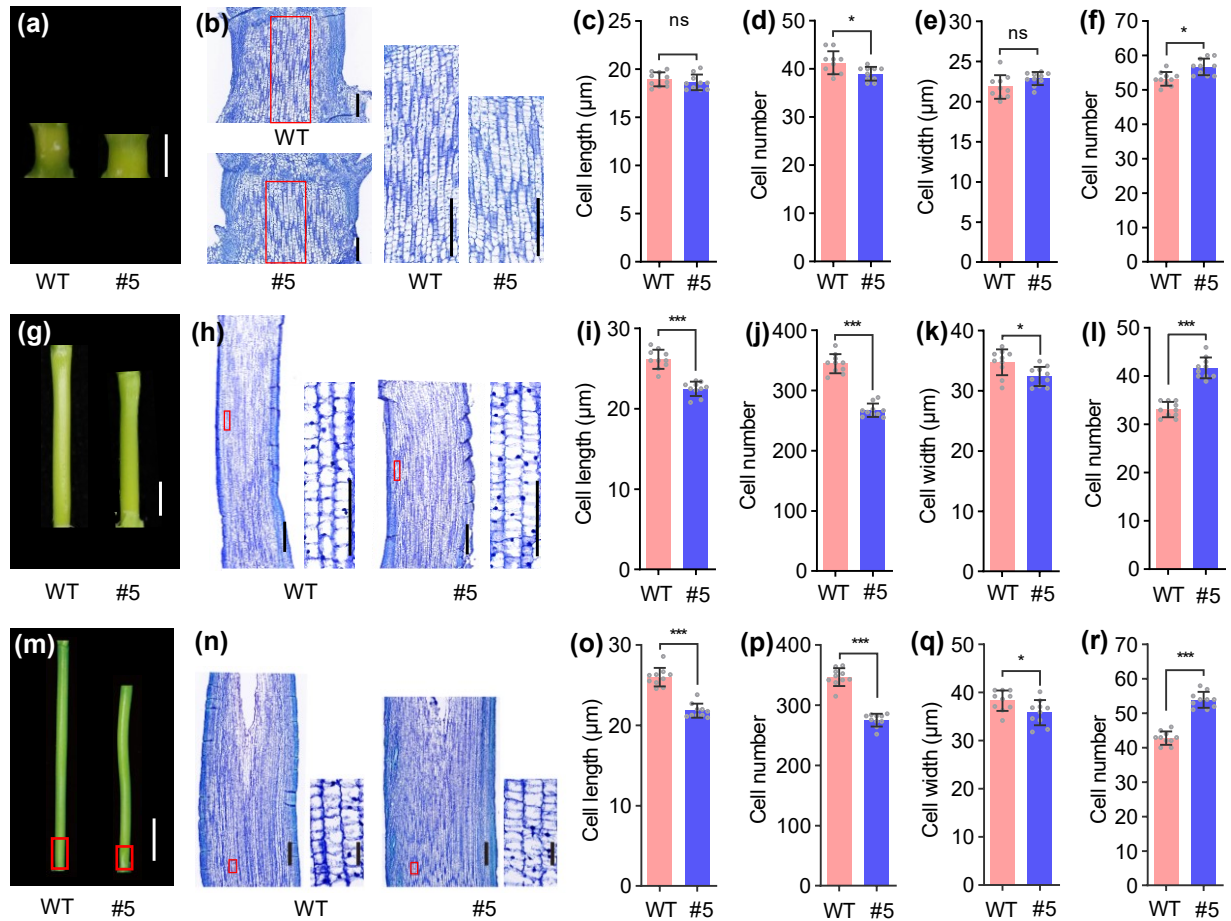 (a)
WT #5
(b)
WT
#5
WT #5
(c)
ns
Cell length (µm)
25
20
15
10
5
0
WT #5
(d)
*
Cell number
50
40
30
20
10
0
WT #5
(e)
ns
Cell width (µm)
30
25
20
15
10
5
0
WT #5
(f)
*
Cell number
70
60
50
40
30
20
10
0
WT #5
(g)
WT #5
(h)
WT #5
(i)
***
Cell length (µm)
30
20
10
0
WT #5
(j)
***
Cell number
400
300
200
100
0
WT #5
(k)
*
Cell width (µm)
40
30
20
10
0
WT #5
(l)
***
Cell number
50
40
30
20
10
0
WT #5
(m)
WT #5
(n)
WT #5
(o)
***
Cell length (µm)
30
20
10
0
WT #5
(p)
***
Cell number
400
300
200
100
0
WT #5
(q)
*
Cell width (µm)
50
40
30
20
10
0
WT #5
(r)
***
Cell number
70
60
50
40
30
20
10
0
WT #5